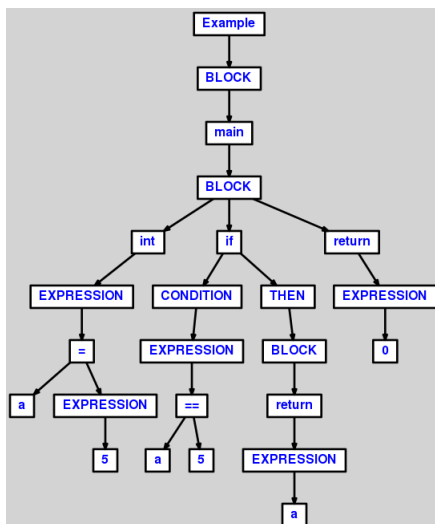 Example
BLOCK
main
BLOCK
int if return
EXPRESSION CONDITION THEN EXPRESSION
= EXPRESSION BLOCK 0
a EXPRESSION == return
5 a 5 EXPRESSION
a